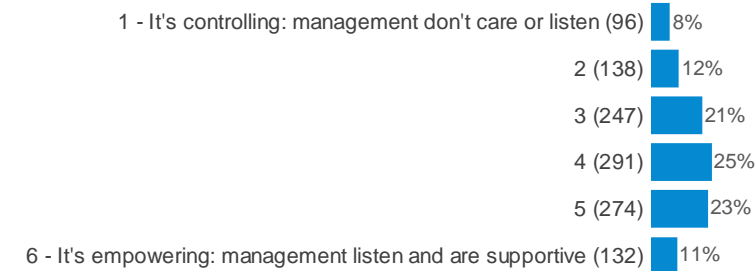 1 - It's controlling: management don't care or listen (96) 8%
2 (138) 12%
3 (247) 21%
4 (291) 25%
5 (274) 23%
6 - It's empowering: management listen and are supportive (132) 11%